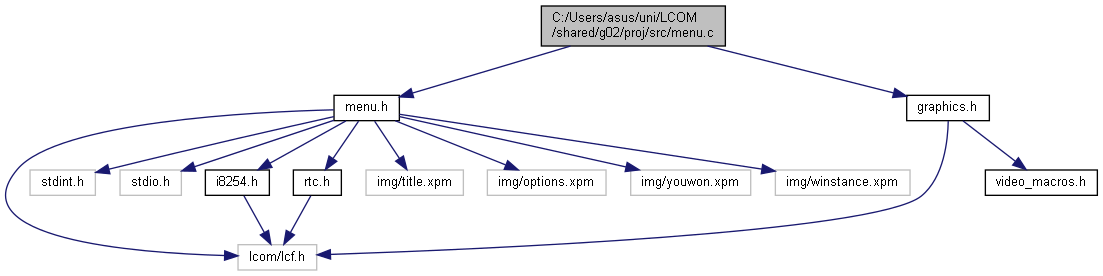 C:/Users/asus/uni/LCOM
/shared/g02/proj/src/menu.c
menu.h
graphics.h
stdint.h
stdio.h
i8254.h
rtc.h
img/title.xpm
img/options.xpm
img/youwon.xpm
img/winstance.xpm
video_macros.h
lcom/lcf.h